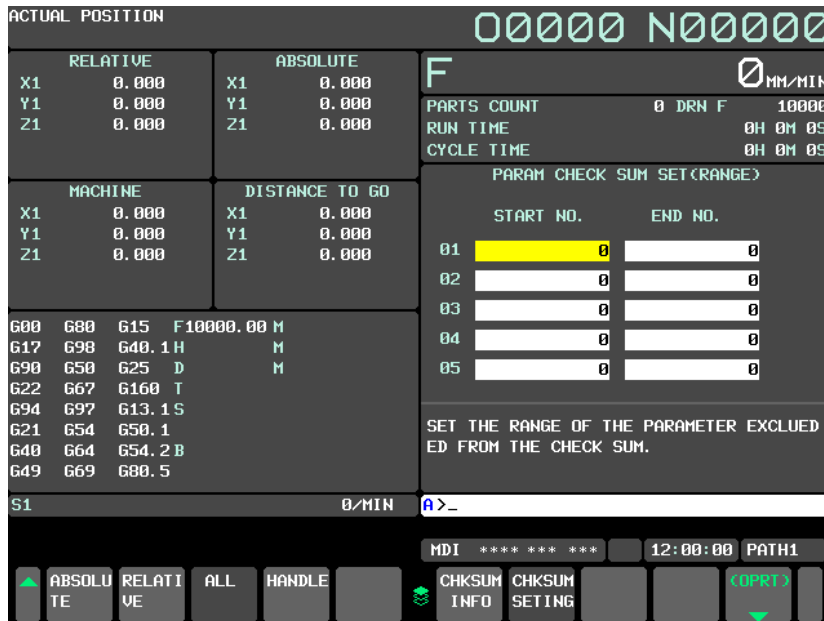 ACTUAL POSITION
O0000 N00000
RELATIVE
X1 0.000
Y1 0.000
Z1 0.000
ABSOLUTE
X1 0.000
Y1 0.000
Z1 0.000
MACHINE
X1 0.000
Y1 0.000
Z1 0.000
DISTANCE TO GO
X1 0.000
Y1 0.000
Z1 0.000
G00 G80 G15 F10000.00 M
G17 G98 G40.1 H M
G90 G50 G25 D M
G22 G67 G160 T
G94 G97 G13.1 S
G21 G54 G50.1
G40 G64 G54.2 B
G49 G69 G80.5
S1 0/MIN
F 0 MM/MIN
PARTS COUNT 0 DRN F 10000
RUN TIME 0H 0M 0S
CYCLE TIME 0H 0M 0S
PARAM CHECK SUM SET(RANGE)
START NO. END NO.
01 0 0
02 0 0
03 0 0
04 0 0
05 0 0
SET THE RANGE OF THE PARAMETER EXCLUED
ED FROM THE CHECK SUM.
A>_
MDI **** *** *** 12:00:00 PATH1
ABSOLU RELATI ALL HANDLE
TE VE
CHKSUM CHKSUM (OPRT)
INFO SETING